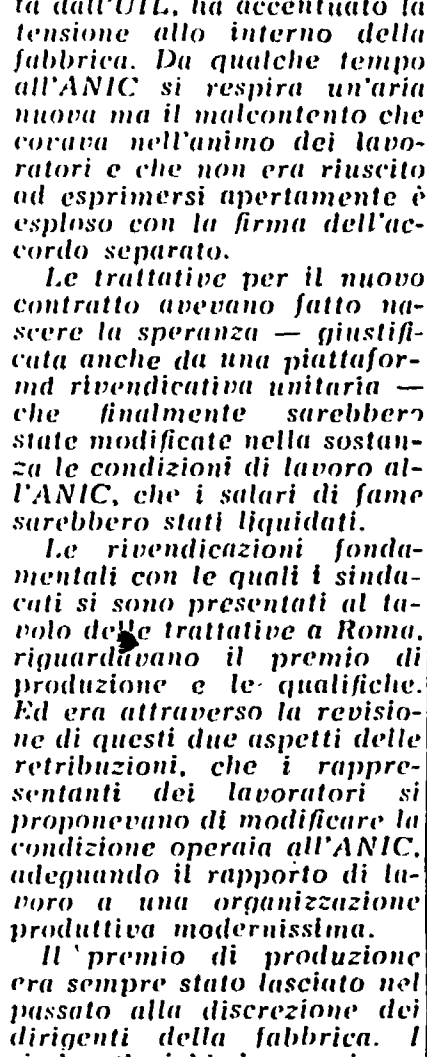 ta dall'UIL, ha accentuato la
tensione allo interno della
fabbrica. Da qualche tempo
all'ANIC si respira un'aria
nuova ma il malcontento che
covava nell'animo dei lavo-
ratori e che non era riuscito
ad esprimersi apertamente è
esploso con la firma dell'ac-
cordo separato.
Le trattative per il nuovo
contratto avevano fatto na-
scere la speranza — giustifi-
cata anche da una piattafor-
ma rivendicativa unitaria —
che finalmente sarebbero
state modificate nella sostan-
za le condizioni di lavoro al-
l'ANIC, che i salari di fame
sarebbero stati liquidati.
Le rivendicazioni fonda-
mentali con le quali i sinda-
cati si sono presentati al ta-
volo delle trattative a Roma,
riguardavano il premio di
produzione e le qualifiche.
Ed era attraverso la revisio-
ne di questi due aspetti delle
retribuzioni, che i rappre-
sentanti dei lavoratori si
proponevano di modificare la
condizione operaia all'ANIC,
adeguando il rapporto di la-
voro a una organizzazione
produttiva modernissima.
Il premio di produzione
era sempre stato lasciato nel
passato alla discrezione dei
dirigenti della fabbrica. I